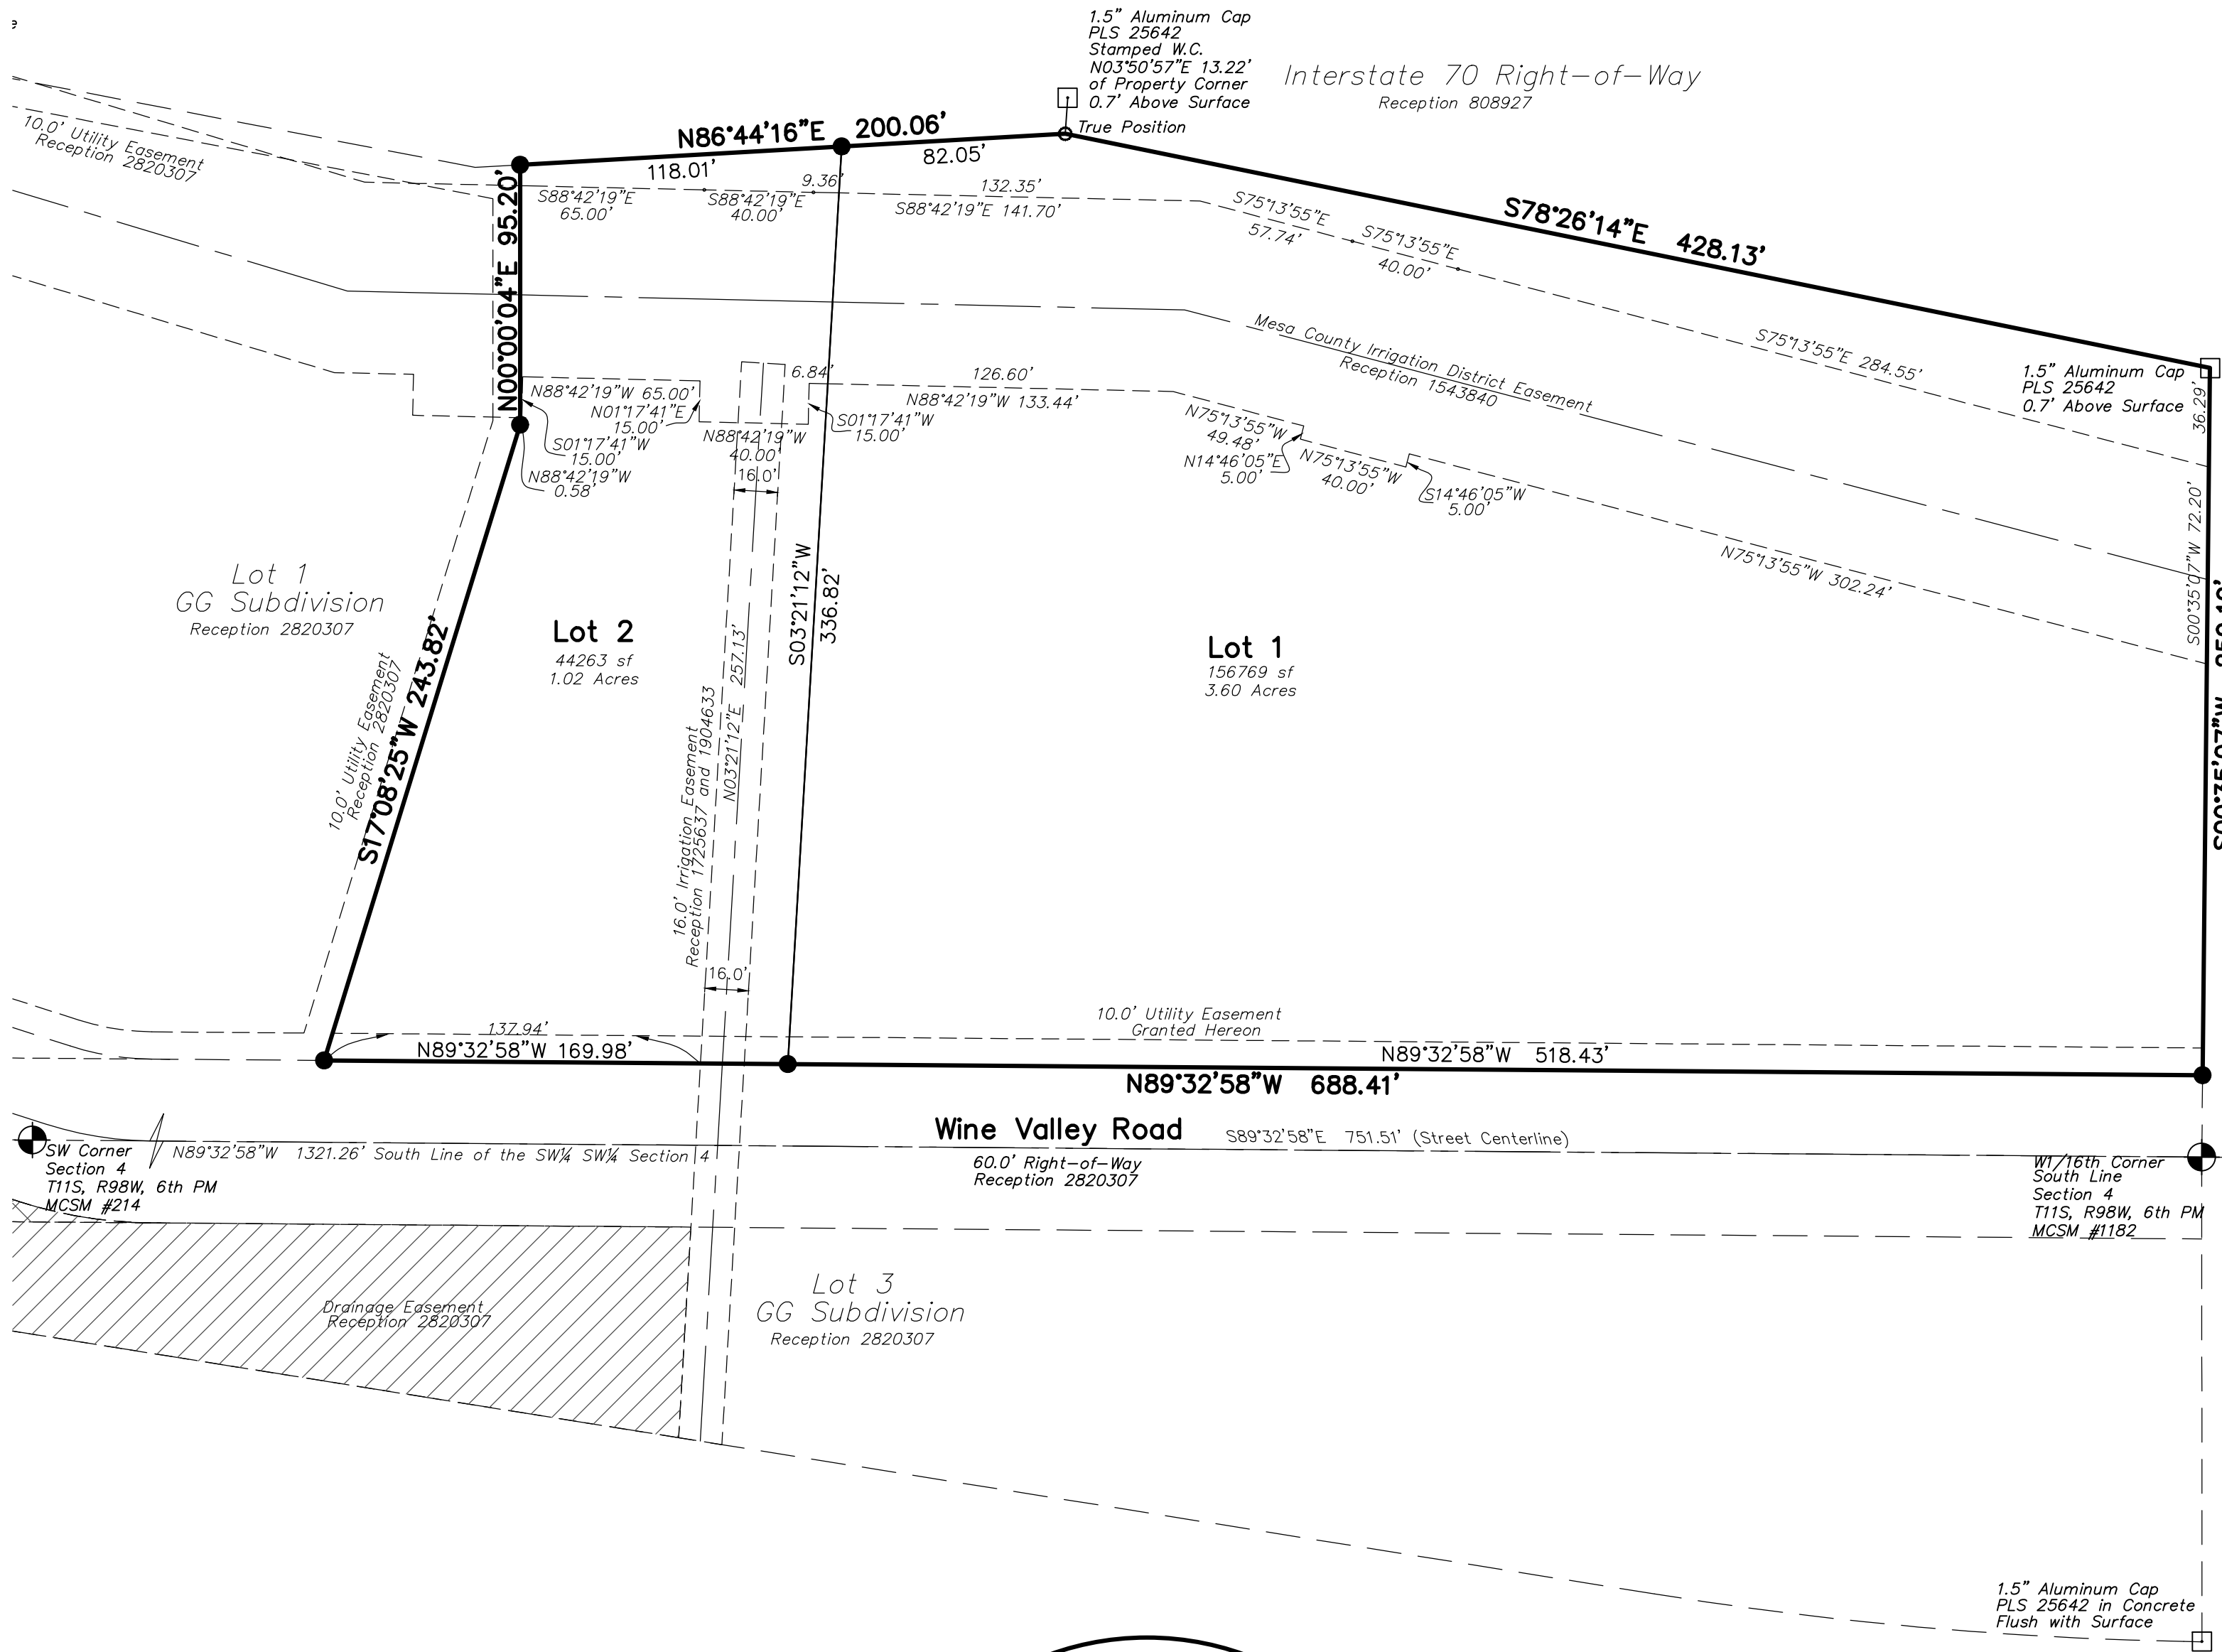 1.5" Aluminum Cap
PLS 25642
Stamped W.C.
N03°50'57"E 13.22'
of Property Corner
0.7' Above Surface
True Position
Interstate 70 Right-of-Way
Reception 808927
10.0' Utility Easement
Reception 2820307
N86°44'16"E 200.06'
118.01'
82.05'
N00°00'04"E 95.20'
S88°42'19"E
65.00'
S88°42'19"E
40.00'
9.36'
132.35'
S88°42'19"E 141.70'
S75°13'55"E
57.74'
S75°13'55"E
40.00'
S78°26'14"E 428.13'
S75°13'55"E 284.55'
Mesa County Irrigation District Easement
Reception 1543840
1.5" Aluminum Cap
PLS 25642
0.7' Above Surface
36.29'
S00°35'07"W 72.20'
N88°42'19"W 65.00'
N01°17'41"E
15.00'
S01°17'41"W
15.00'
N88°42'19"W
0.58'
N88°42'19"W
40.00'
16.0'
6.84'
S01°17'41"W
15.00'
126.60'
N88°42'19"W 133.44'
N75°13'55"W
49.48'
N14°46'05"E
5.00'
N75°13'55"W
40.00'
S14°46'05"W
5.00'
N75°13'55"W 302.24'
Lot 1
GG Subdivision
Reception 2820307
S17°08'25"W 243.82'
10.0' Utility Easement
Reception 2820307
Lot 2
44263 sf
1.02 Acres
16.0' Irrigation Easement
Reception 1725637 and 1904633
N03°21'12"E 257.13'
S03°21'12"W
336.82'
Lot 1
156769 sf
3.60 Acres
S00°35'07"W
16.0'
10.0' Utility Easement
Granted Hereon
137.94'
N89°32'58"W 169.98'
N89°32'58"W 518.43'
N89°32'58"W 688.41'
Wine Valley Road
S89°32'58"E 751.51' (Street Centerline)
60.0' Right-of-Way
Reception 2820307
N89°32'58"W 1321.26' South Line of the SW¼ SW¼ Section 4
SW Corner
Section 4
T11S, R98W, 6th PM
MCSM #214
W1/16th Corner
South Line
Section 4
T11S, R98W, 6th PM
MCSM #1182
Drainage Easement
Reception 2820307
Lot 3
GG Subdivision
Reception 2820307
1.5" Aluminum Cap
PLS 25642 in Concrete
Flush with Surface